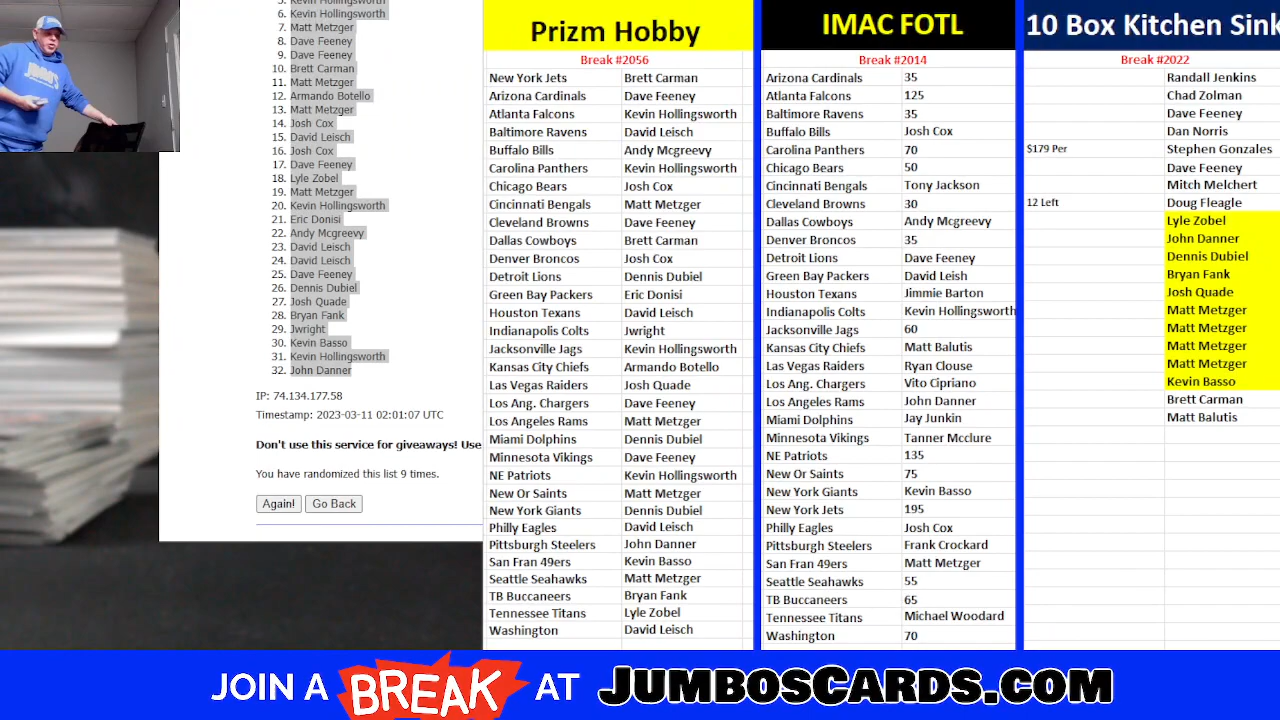 5. Kevin Hollingsworth
6. Kevin Hollingsworth
7. Matt Metzger
8. Dave Feeney
9. Dave Feeney
10. Brett Carman
11. Matt Metzger
12. Armando Botello
13. Matt Metzger
14. Josh Cox
15. David Leisch
16. Josh Cox
17. Dave Feeney
18. Lyle Zobel
19. Matt Metzger
20. Kevin Hollingsworth
21. Eric Donisi
22. Andy Mcgreevy
23. David Leisch
24. David Leisch
25. Dave Feeney
26. Dennis Dubiel
27. Josh Quade
28. Bryan Fank
29. Jwright
30. Kevin Basso
31. Kevin Hollingsworth
32. John Danner
IP: 74.134.177.58
Timestamp: 2023-03-11 02:01:07 UTC
Don't use this service for giveaways! Use
You have randomized this list 9 times.
Again! Go Back
Prizm Hobby
Break #2056
New York Jets Brett Carman
Arizona Cardinals Dave Feeney
Atlanta Falcons Kevin Hollingsworth
Baltimore Ravens David Leisch
Buffalo Bills Andy Mcgreevy
Carolina Panthers Kevin Hollingsworth
Chicago Bears Josh Cox
Cincinnati Bengals Matt Metzger
Cleveland Browns Dave Feeney
Dallas Cowboys Brett Carman
Denver Broncos Josh Cox
Detroit Lions Dennis Dubiel
Green Bay Packers Eric Donisi
Houston Texans David Leisch
Indianapolis Colts Jwright
Jacksonville Jags Kevin Hollingsworth
Kansas City Chiefs Armando Botello
Las Vegas Raiders Josh Quade
Los Ang. Chargers Dave Feeney
Los Angeles Rams Matt Metzger
Miami Dolphins Dennis Dubiel
Minnesota Vikings Dave Feeney
NE Patriots Kevin Hollingsworth
New Or Saints Matt Metzger
New York Giants Dennis Dubiel
Philly Eagles David Leisch
Pittsburgh Steelers John Danner
San Fran 49ers Kevin Basso
Seattle Seahawks Matt Metzger
TB Buccaneers Bryan Fank
Tennessee Titans Lyle Zobel
Washington David Leisch
IMAC FOTL
Break #2014
Arizona Cardinals 35
Atlanta Falcons 125
Baltimore Ravens 35
Buffalo Bills Josh Cox
Carolina Panthers 70
Chicago Bears 50
Cincinnati Bengals Tony Jackson
Cleveland Browns 30
Dallas Cowboys Andy Mcgreevy
Denver Broncos 35
Detroit Lions Dave Feeney
Green Bay Packers David Leish
Houston Texans Jimmie Barton
Indianapolis Colts Kevin Hollingsworth
Jacksonville Jags 60
Kansas City Chiefs Matt Balutis
Las Vegas Raiders Ryan Clouse
Los Ang. Chargers Vito Cipriano
Los Angeles Rams John Danner
Miami Dolphins Jay Junkin
Minnesota Vikings Tanner Mcclure
NE Patriots 135
New Or Saints 75
New York Giants Kevin Basso
New York Jets 195
Philly Eagles Josh Cox
Pittsburgh Steelers Frank Crockard
San Fran 49ers Matt Metzger
Seattle Seahawks 55
TB Buccaneers 65
Tennessee Titans Michael Woodard
Washington 70
10 Box Kitchen Sink
Break #2022
Randall Jenkins
Chad Zolman
Dave Feeney
Dan Norris
$179 Per Stephen Gonzales
Dave Feeney
Mitch Melchert
12 Left Doug Fleagle
Lyle Zobel
John Danner
Dennis Dubiel
Bryan Fank
Josh Quade
Matt Metzger
Matt Metzger
Matt Metzger
Matt Metzger
Kevin Basso
Brett Carman
Matt Balutis
JUMBOS
JOIN A BREAK AT JUMBOSCARDS.COM